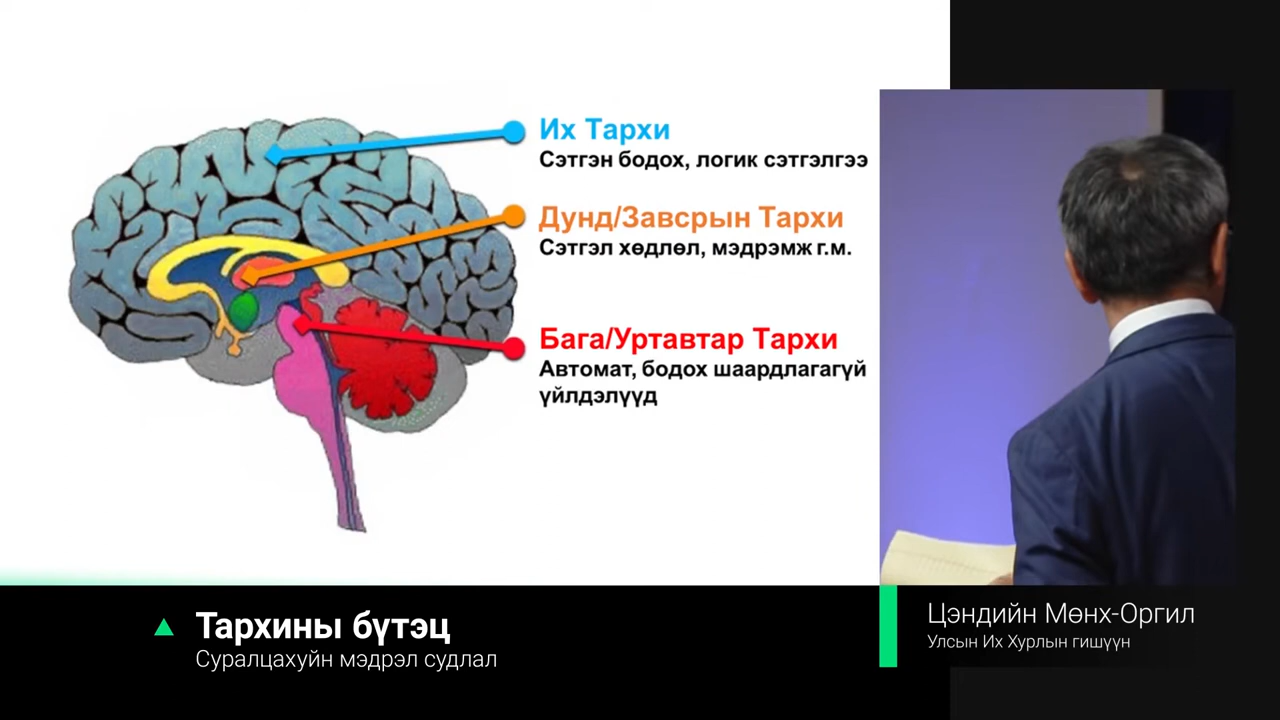 Их Тархи
Сэтгэн бодох, логик сэтгэлгээ
Дунд/Завсрын Тархи
Сэтгэл хөдлөл, мэдрэмж г.м.
Бага/Уртавтар Тархи
Автомат, бодох шаардлагагүй
үйлдэлүүд
Тархины бүтэц
Суралцахуйн мэдрэл судлал
Цэндийн Мөнх-Оргил
Улсын Их Хурлын гишүүн